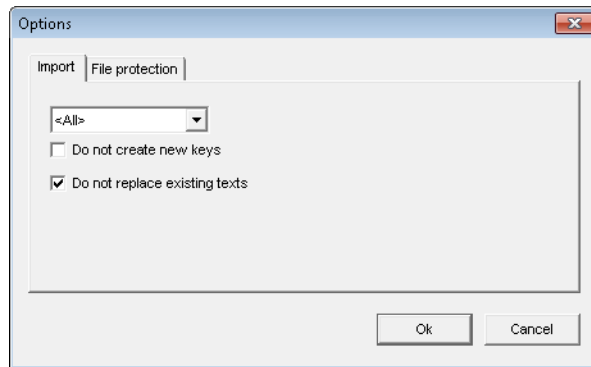 Options
Import File protection
<All>
Do not create new keys
Do not replace existing texts
Ok Cancel